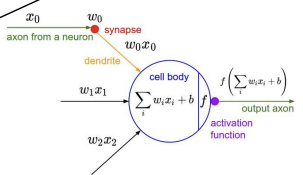 x₀ w₀
synapse
axon from a neuron
w₀x₀
dendrite
cell body
f(∑ᵢ wᵢxᵢ + b)
w₁x₁
∑ᵢ wᵢxᵢ + b f
output axon
activation
function
w₂x₂